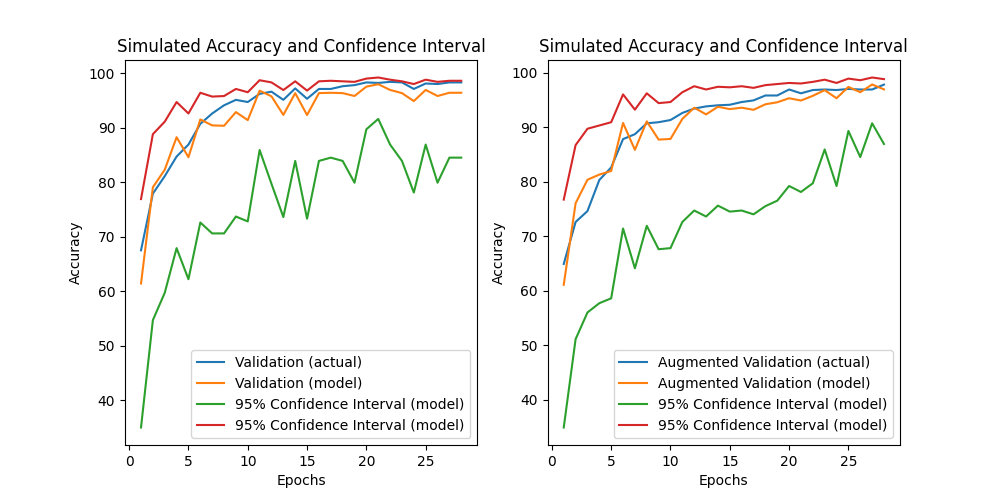 Simulated Accuracy and Confidence Interval
Accuracy
100
90
80
70
60
50
40
Validation (actual)
Validation (model)
95% Confidence Interval (model)
95% Confidence Interval (model)
0 5 10 15 20 25
Epochs
Simulated Accuracy and Confidence Interval
Accuracy
100
90
80
70
60
50
40
Augmented Validation (actual)
Augmented Validation (model)
95% Confidence Interval (model)
95% Confidence Interval (model)
0 5 10 15 20 25
Epochs